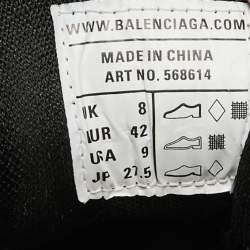 WWW.BALENCIAGA.COM
MADE IN CHINA
ART NO. 568614
UK 8
EUR 42
USA 9
JP 27.5